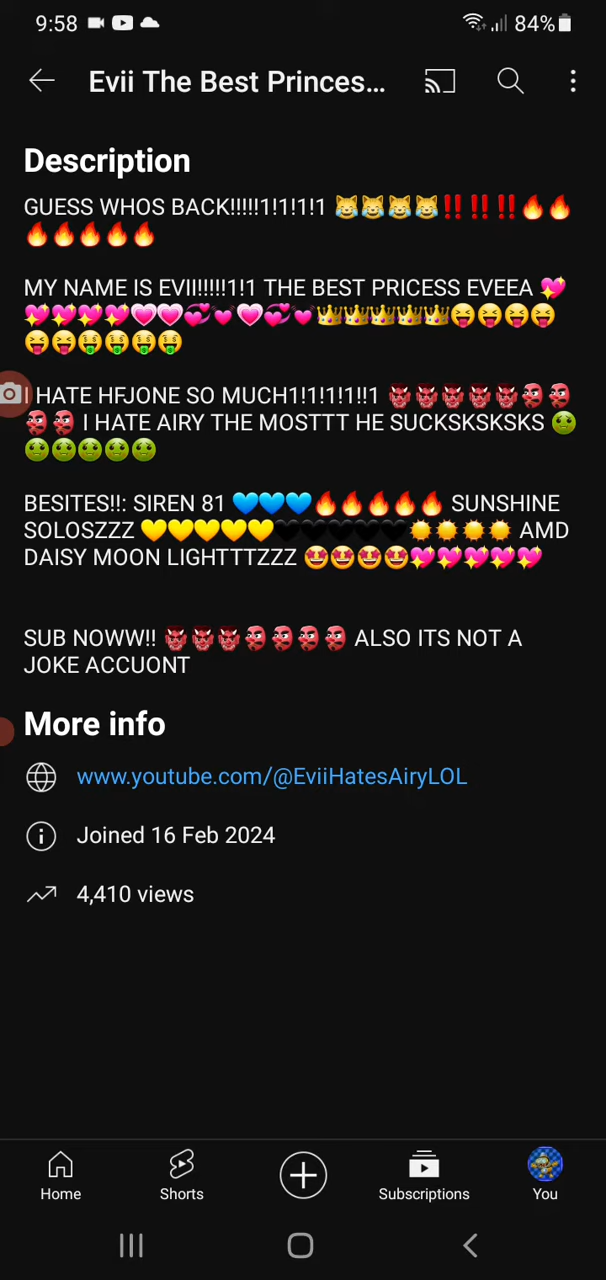 9:58 84%
Evii The Best Princes...
Description
GUESS WHOS BACK!!!!!1!1!1!1 😹😹😹😹‼️‼️‼️🔥🔥
🔥🔥🔥🔥🔥
MY NAME IS EVII!!!!!1!1 THE BEST PRICESS EVEEA 💖
💖💖💖💖💗💗💞💕💗💞💕👑👑👑👑👑😝😝😝😝
😝😝🤑🤑🤑🤑
I HATE HFJONE SO MUCH1!1!1!1!!1 👹👹👹👹👹👺👺
👺👺 I HATE AIRY THE MOSTTT HE SUCKSKSKSKS 🤢
🤢🤢🤢🤢🤢
BESITES!!: SIREN 81 💙💙💙🔥🔥🔥🔥🔥 SUNSHINE
SOLOSZZZ 💛💛💛💛💛🖤🖤🖤🖤🖤☀️☀️☀️☀️ AMD
DAISY MOON LIGHTTTZZZ 🤩🤩🤩🤩💖💖💖💖💖
SUB NOWW!! 👹👹👹👺👺👺👺 ALSO ITS NOT A
JOKE ACCUONT
More info
www.youtube.com/@EviiHatesAiryLOL
Joined 16 Feb 2024
4,410 views
Home Shorts Subscriptions You